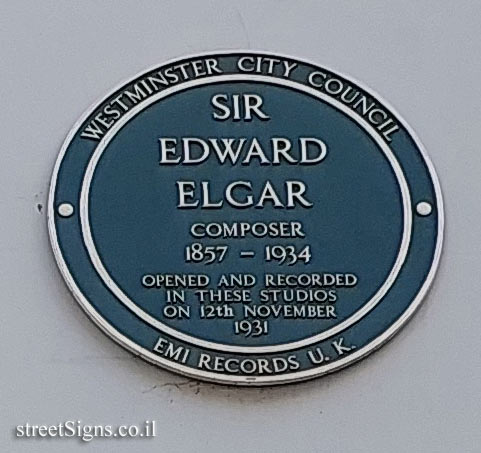 WESTMINSTER CITY COUNCIL
SIR
EDWARD
ELGAR
COMPOSER
1857 – 1934
OPENED AND RECORDED
IN THESE STUDIOS
ON 12th NOVEMBER
1931
EMI RECORDS U. K.
streetSigns.co.il